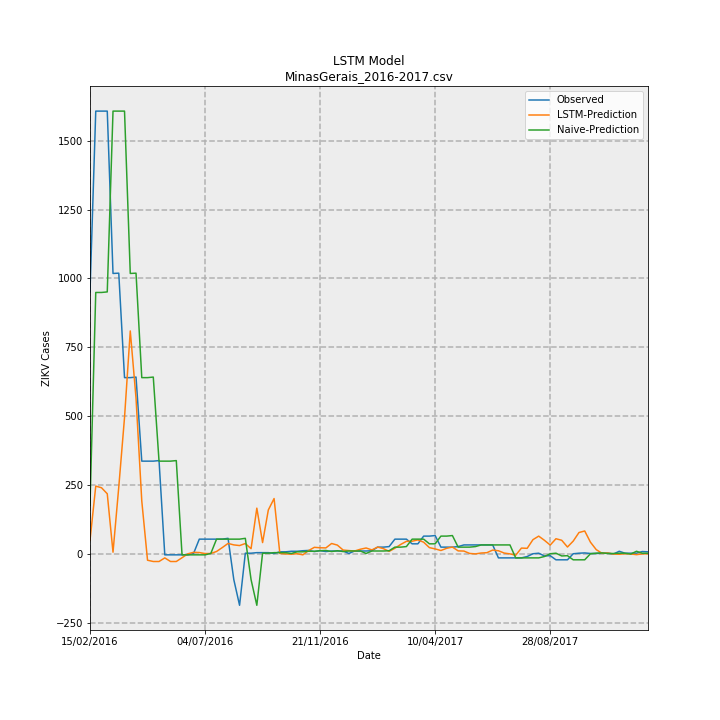 LSTM Model
MinasGerais_2016-2017.csv
Observed
LSTM-Prediction
Naive-Prediction
ZIKV Cases
1500
1250
1000
750
500
250
0
−250
15/02/2016
04/07/2016
21/11/2016
10/04/2017
28/08/2017
Date